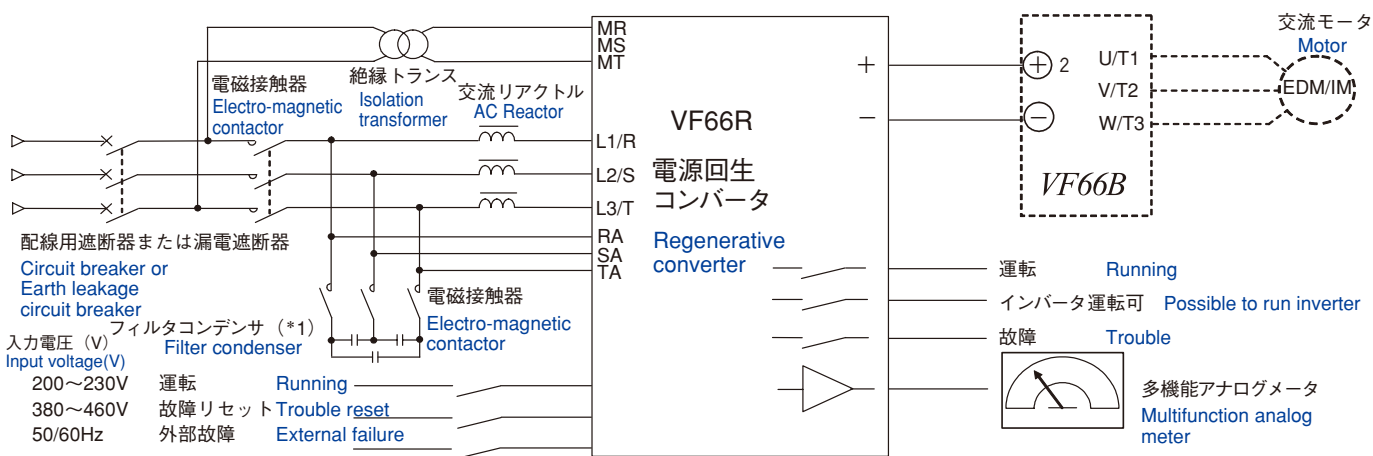 MR
MS
MT
絶縁トランス
Isolation
transformer
電磁接触器
Electro-magnetic
contactor
交流リアクトル
AC Reactor
L1/R
L2/S
L3/T
RA
SA
TA
VF66R
電源回生
コンバータ
Regenerative
converter
+
−
+ 2
−
U/T1
V/T2
W/T3
VF66B
交流モータ
Motor
EDM/IM
配線用遮断器または漏電遮断器
Circuit breaker or
Earth leakage
circuit breaker
フィルタコンデンサ（*1）
Filter condenser
電磁接触器
Electro-magnetic
contactor
入力電圧（V）
Input voltage(V)
200～230V
380～460V
50/60Hz
運転 Running
故障リセット Trouble reset
外部故障 External failure
運転 Running
インバータ運転可 Possible to run inverter
故障 Trouble
多機能アナログメータ
Multifunction analog
meter